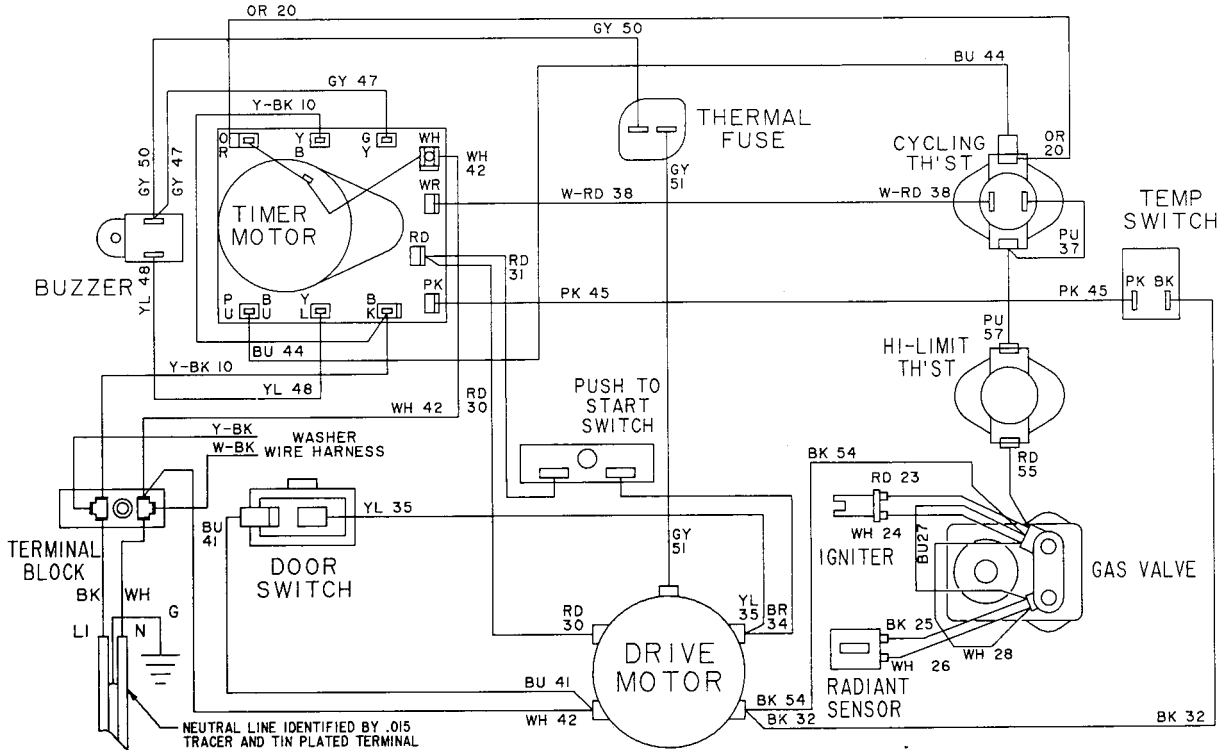 OR 20
GY 50
BU 44
GY 47
Y-BK 10
THERMAL
FUSE
CYCLING
TH'ST
OR
20
O
R
Y
B
G
Y
WH
WH
42
GY
51
GY 50
GY 47
WR
W-RD 38
W-RD 38
TEMP
SWITCH
TIMER
MOTOR
RD
RD
31
PU
37
BUZZER
YL 48
PK
PK 45
PK 45
PK BK
P
U
B
U
Y
L
B
K
BU 44
PU
57
HI-LIMIT
TH'ST
Y-BK 10
YL 48
RD
30
PUSH TO
START
SWITCH
WH 42
Y-BK
W-BK
WASHER
WIRE HARNESS
BK 54
RD
55
RD 23
YL 35
BU
41
WH 24
BU27
IGNITER
GAS VALVE
TERMINAL
BLOCK
DOOR
SWITCH
GY
51
BK
WH
G
LI
N
RD
30
YL
35
BR
34
BK 25
WH 28
WH 26
DRIVE
MOTOR
RADIANT
SENSOR
BU 41
WH 42
BK 54
BK 32
BK 32
NEUTRAL LINE IDENTIFIED BY .015
TRACER AND TIN PLATED TERMINAL